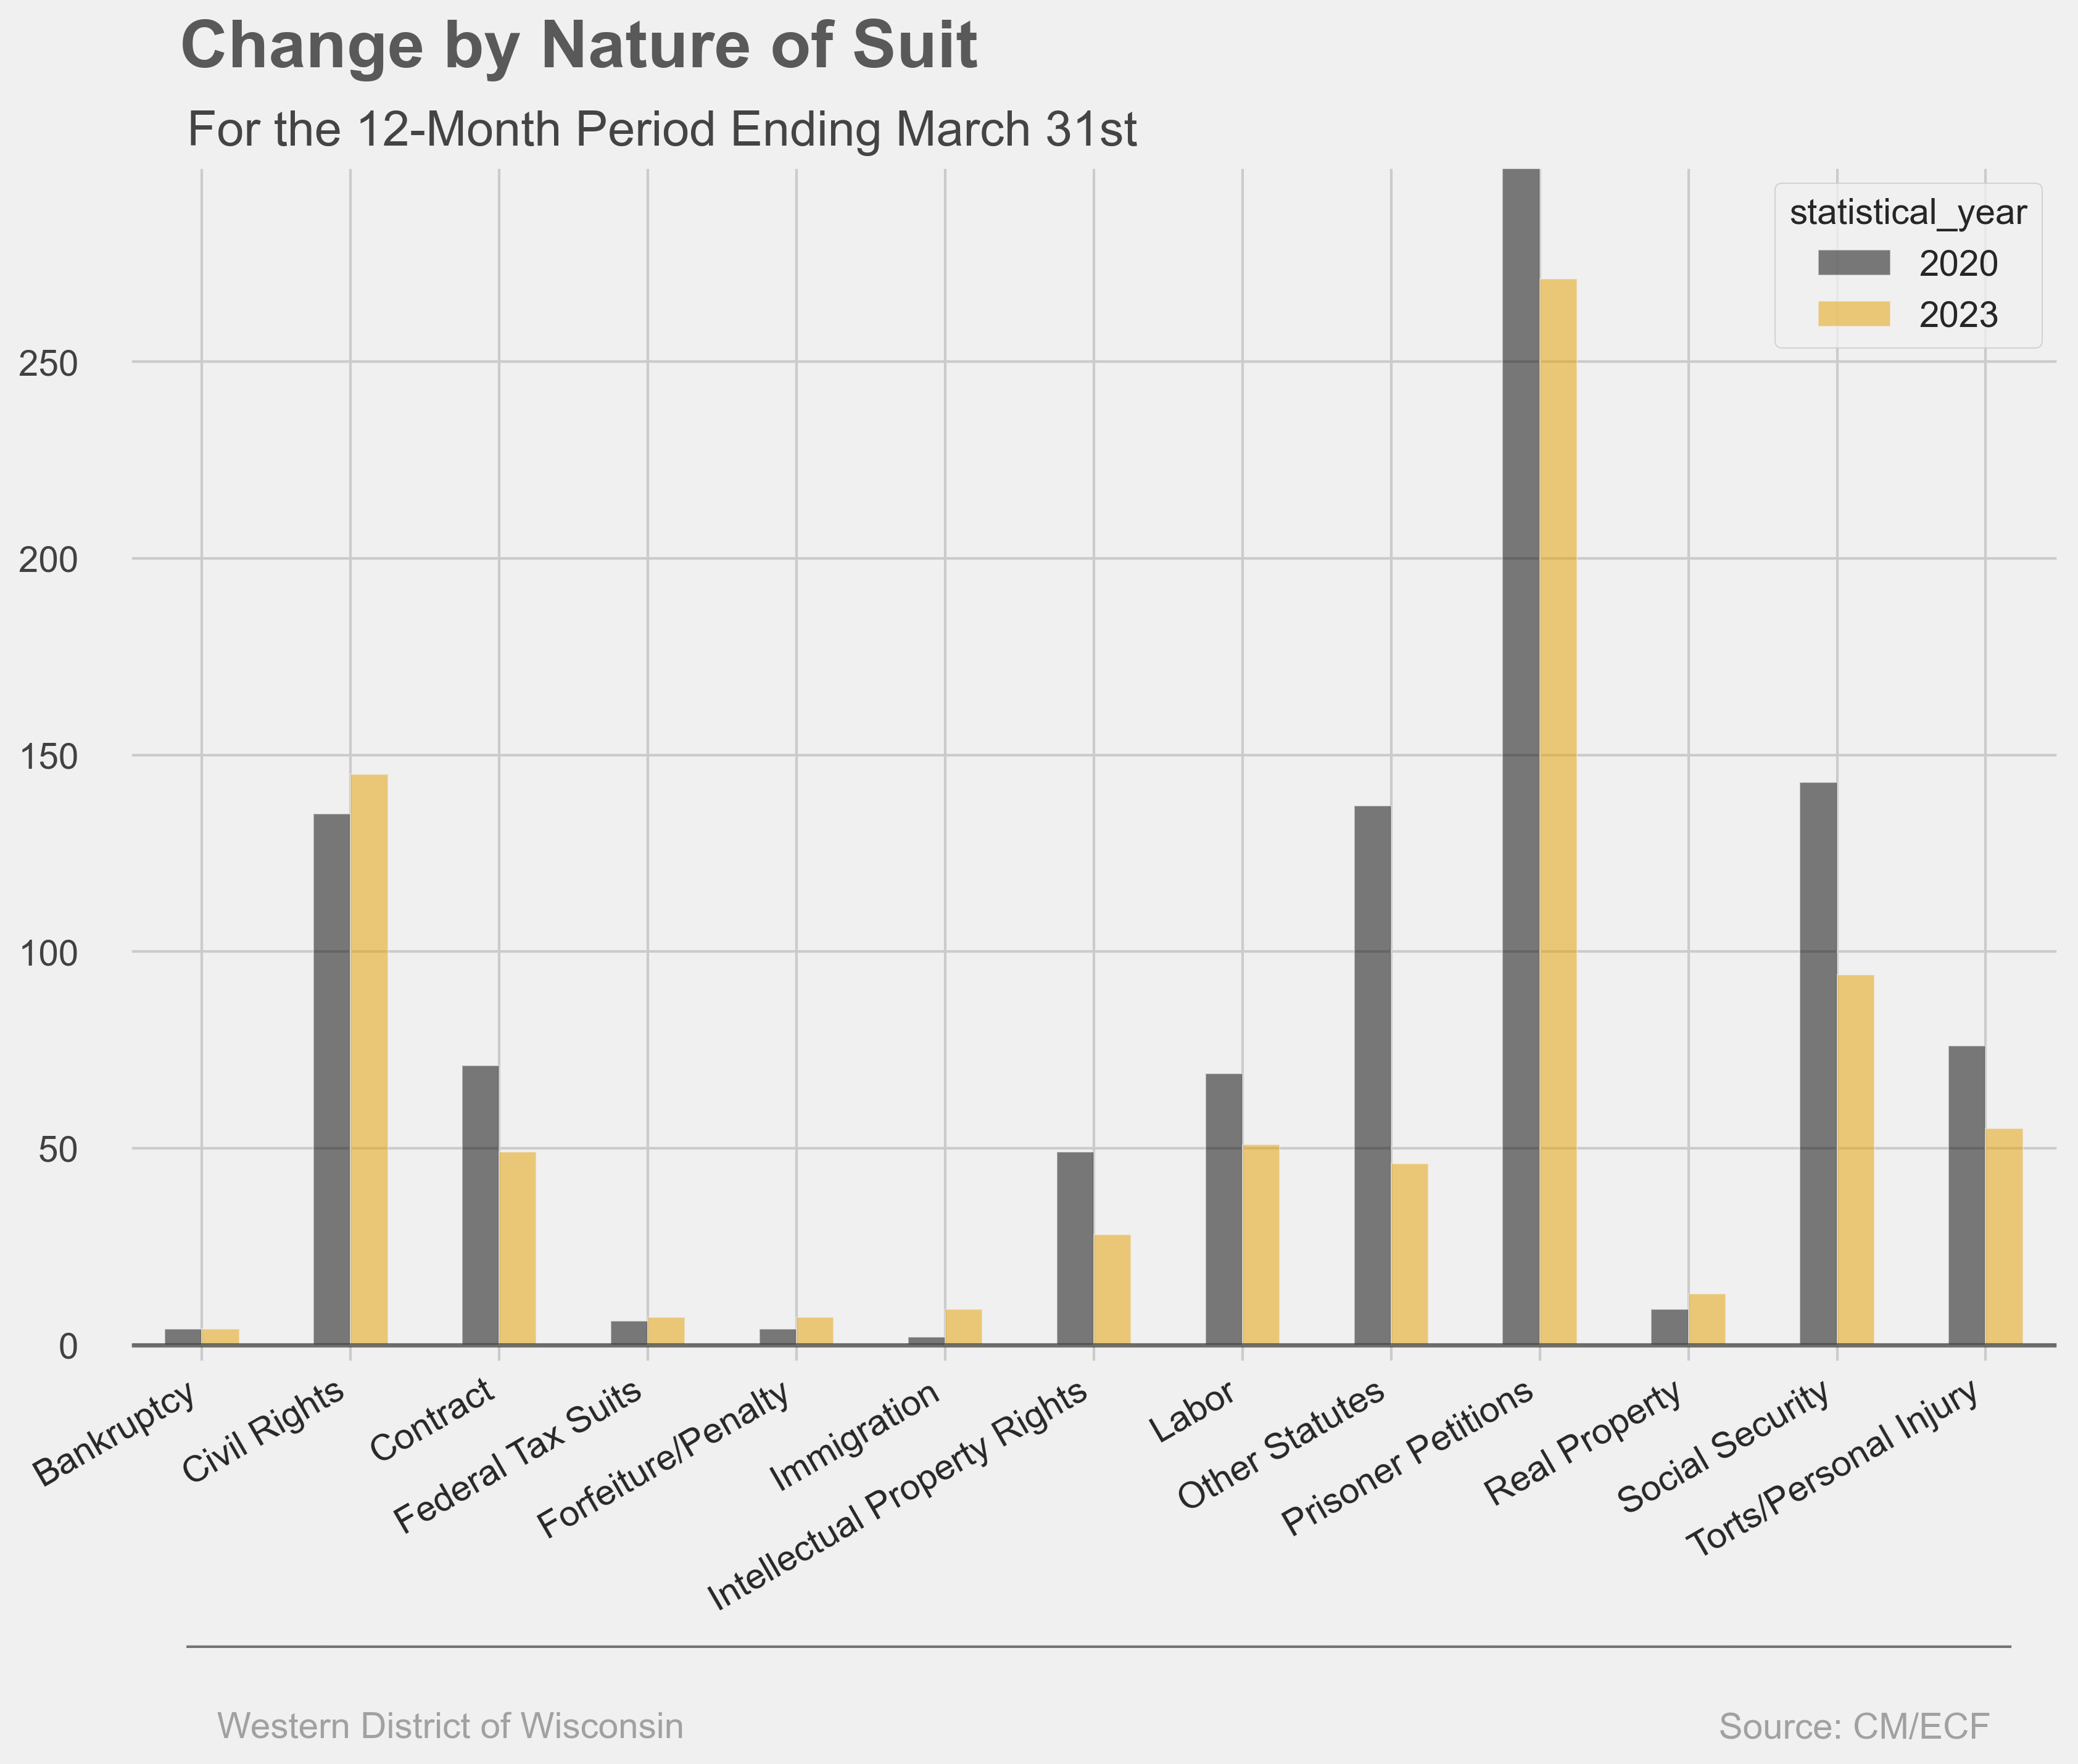 Change by Nature of Suit
For the 12-Month Period Ending March 31st
statistical_year
2020
2023
250
200
150
100
50
0
Bankruptcy
Civil Rights
Contract
Federal Tax Suits
Forfeiture/Penalty
Immigration
Intellectual Property Rights
Labor
Other Statutes
Prisoner Petitions
Real Property
Social Security
Torts/Personal Injury
Western District of Wisconsin
Source: CM/ECF